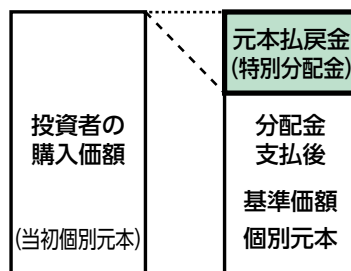 投資者の
購入価額
(当初個別元本)
元本払戻金
(特別分配金)
分配金
支払後
基準価額
個別元本